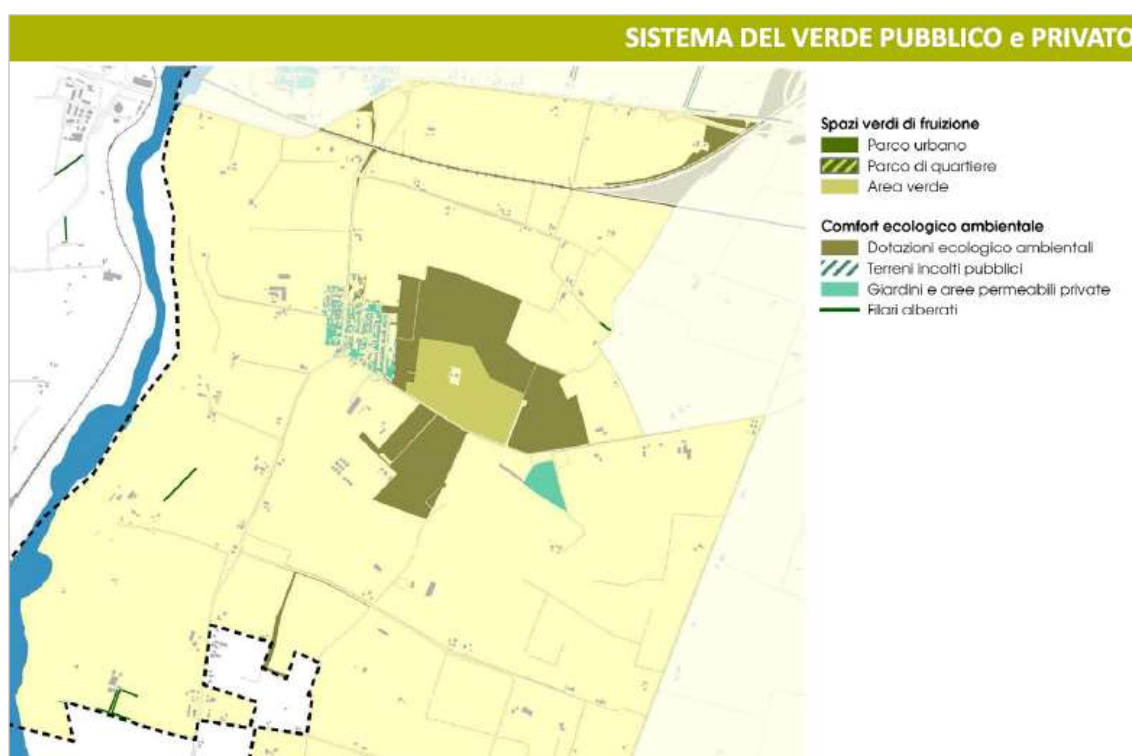 SISTEMA DEL VERDE PUBBLICO e PRIVATO
Spazi verdi di fruizione
Parco urbano
Parco di quartiere
Area verde
Comfort ecologico ambientale
Dotazioni ecologico ambientali
Terreni incolti pubblici
Giardini e aree permeabili private
Filari alberati